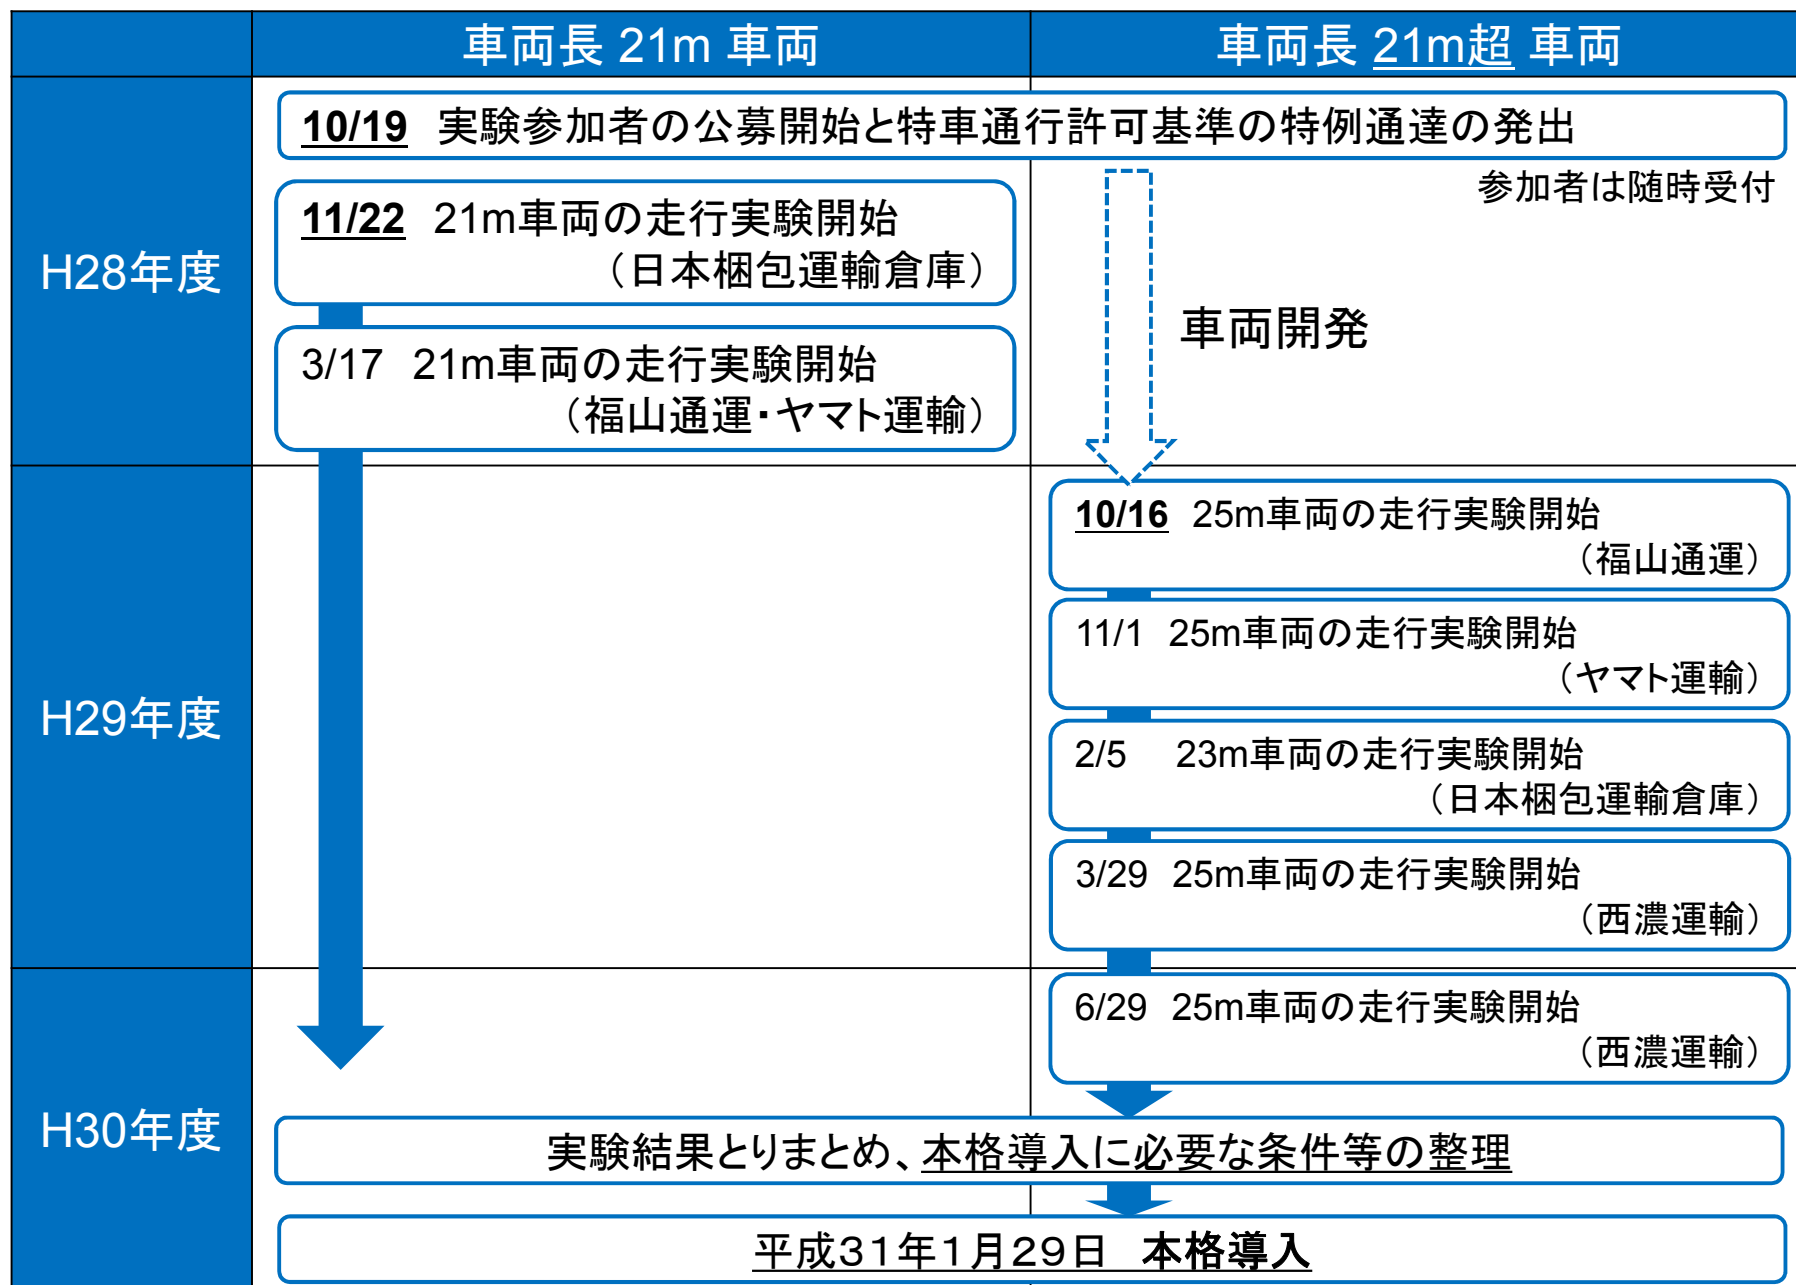 車両長 21m 車両
車両長 21m超 車両
H28年度
10/19 実験参加者の公募開始と特車通行許可基準の特例通達の発出
参加者は随時受付
11/22 21m車両の走行実験開始
（日本梱包運輸倉庫）
車両開発
3/17 21m車両の走行実験開始
（福山通運・ヤマト運輸）
H29年度
10/16 25m車両の走行実験開始
（福山通運）
11/1 25m車両の走行実験開始
（ヤマト運輸）
2/5 23m車両の走行実験開始
（日本梱包運輸倉庫）
3/29 25m車両の走行実験開始
（西濃運輸）
H30年度
6/29 25m車両の走行実験開始
（西濃運輸）
実験結果とりまとめ、本格導入に必要な条件等の整理
平成31年1月29日 本格導入